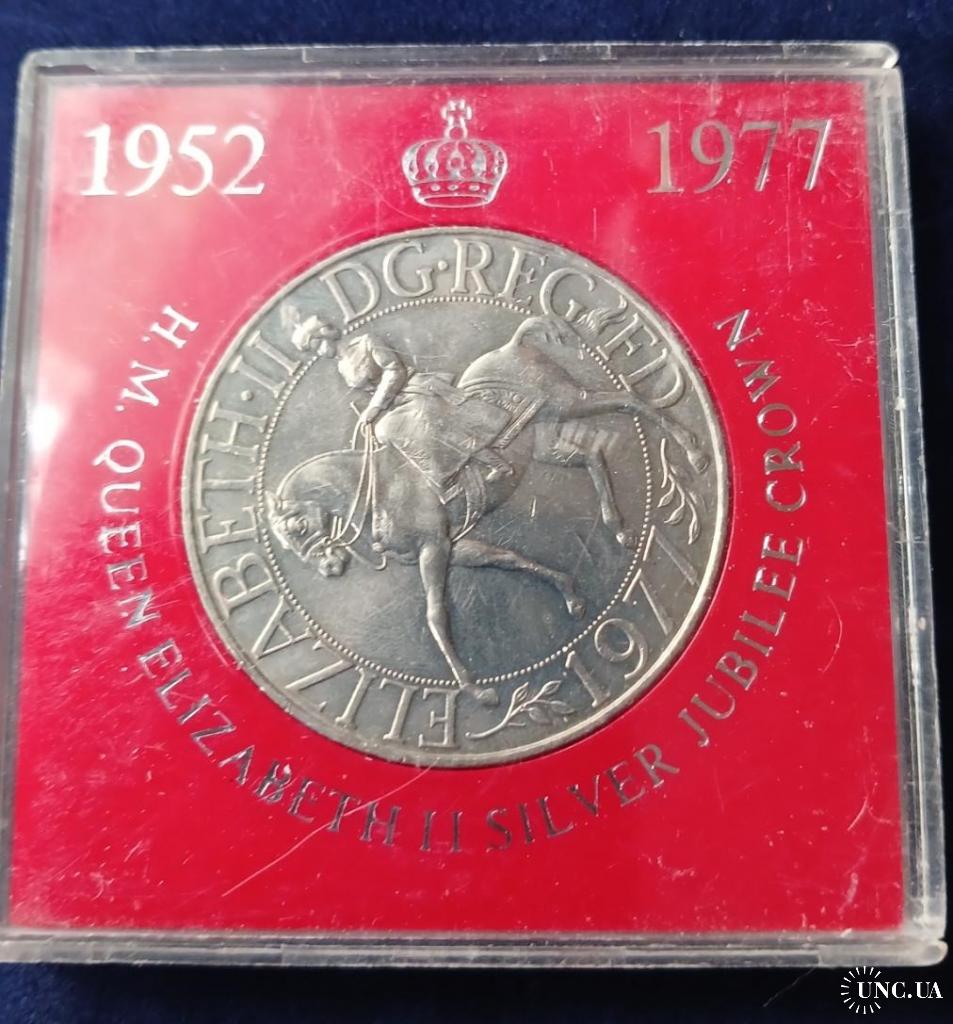 1952 1977
ELIZABETH·II DG·REG FD 1977
H. M. QUEEN ELIZABETH II SILVER JUBILEE CROWN
UNC.UA